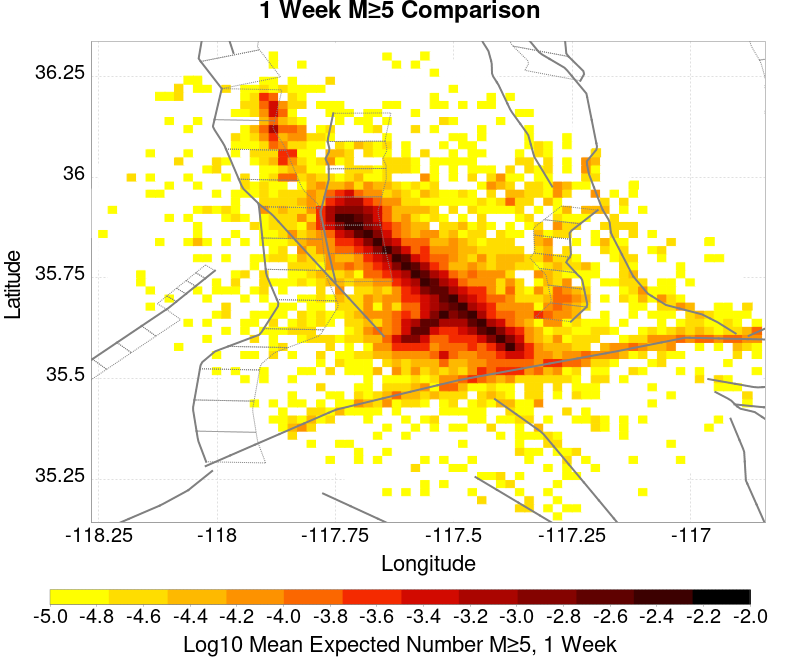 1 Week M≥5 Comparison
36.25
36
35.75
35.5
35.25
Latitude
-118.25 -118 -117.75 -117.5 -117.25 -117
Longitude
-5.0 -4.8 -4.6 -4.4 -4.2 -4.0 -3.8 -3.6 -3.4 -3.2 -3.0 -2.8 -2.6 -2.4 -2.2 -2.0
Log10 Mean Expected Number M≥5, 1 Week